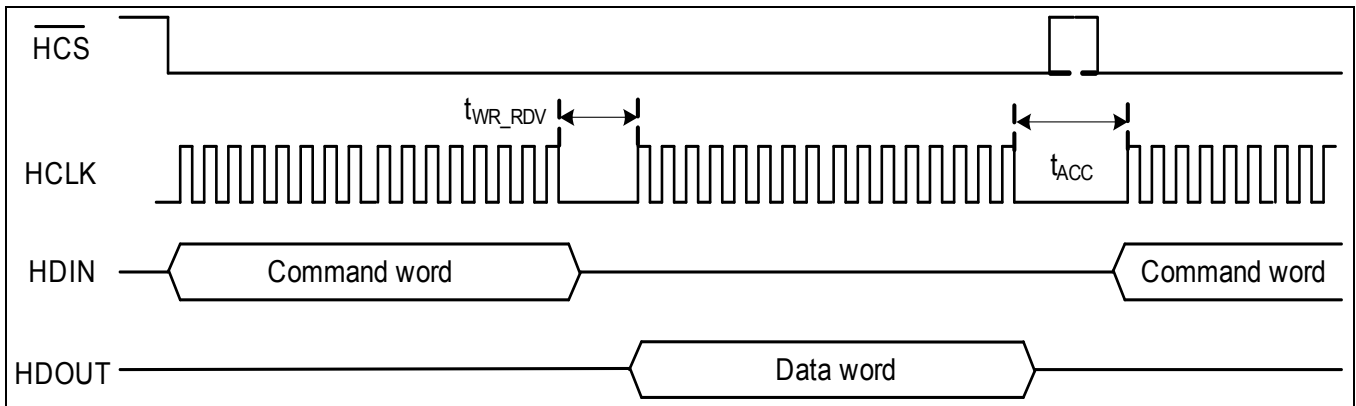 HCS
tWR_RDV
HCLK
tACC
HDIN
Command word
Command word
HDOUT
Data word